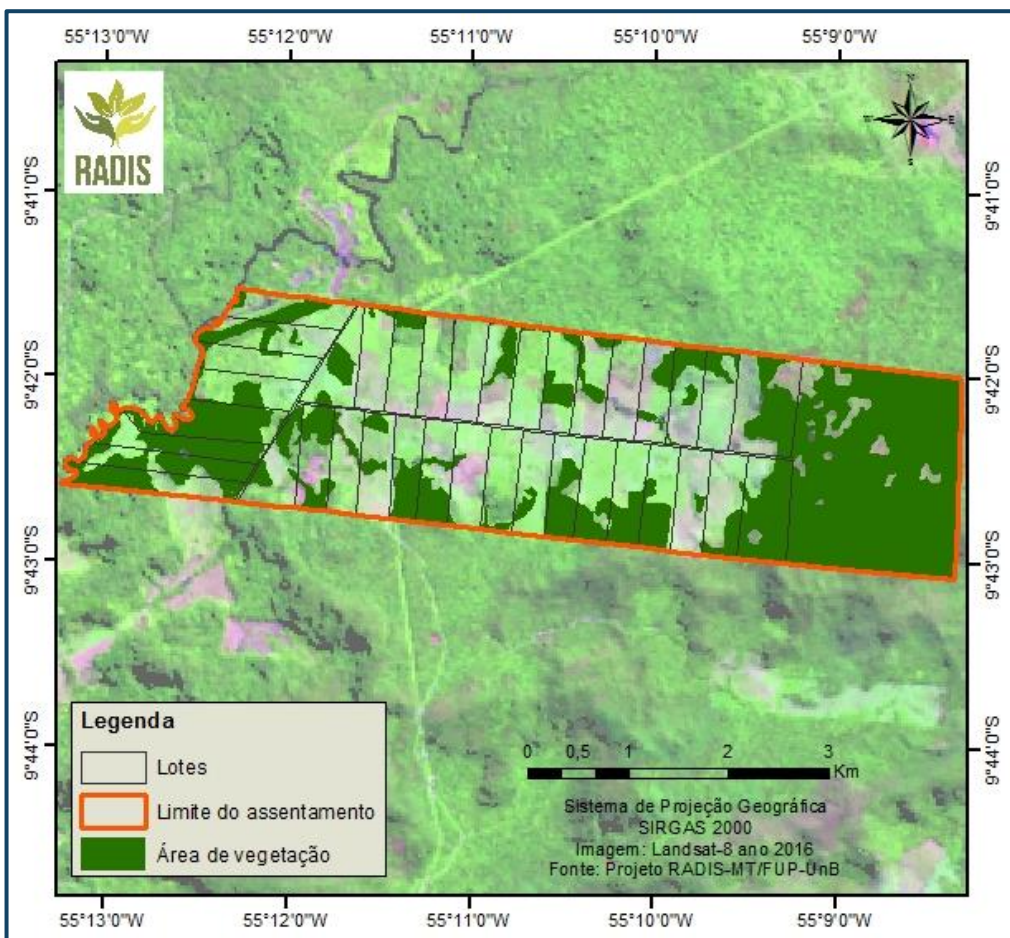 55°13'0"W 55°12'0"W 55°11'0"W 55°10'0"W 55°9'0"W
RADIS
N
W E
S
9°41'0"S 9°41'0"S
9°42'0"S 9°42'0"S
9°43'0"S 9°43'0"S
9°44'0"S 9°44'0"S
Legenda
Lotes
Limite do assentamento
Área de vegetação
0 0,5 1 2 3
Km
Sistema de Projeção Geográfica
SIRGAS 2000
Imagem: Landsat-8 ano 2016
Fonte: Projeto RADIS-MT/FUP-UnB
55°13'0"W 55°12'0"W 55°11'0"W 55°10'0"W 55°9'0"W